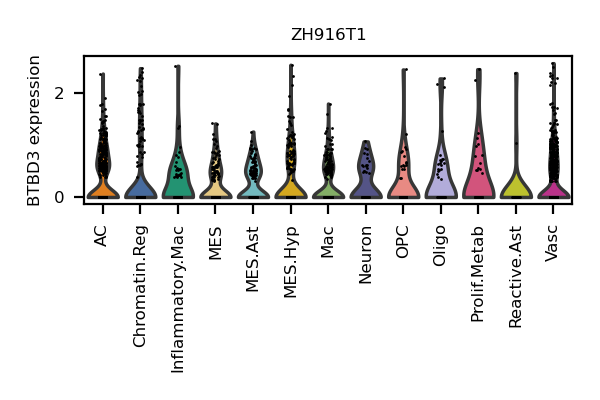 ZH916T1
BTBD3 expression
2
0
AC
Chromatin.Reg
Inflammatory.Mac
MES
MES.Ast
MES.Hyp
Mac
Neuron
OPC
Oligo
Prolif.Metab
Reactive.Ast
Vasc